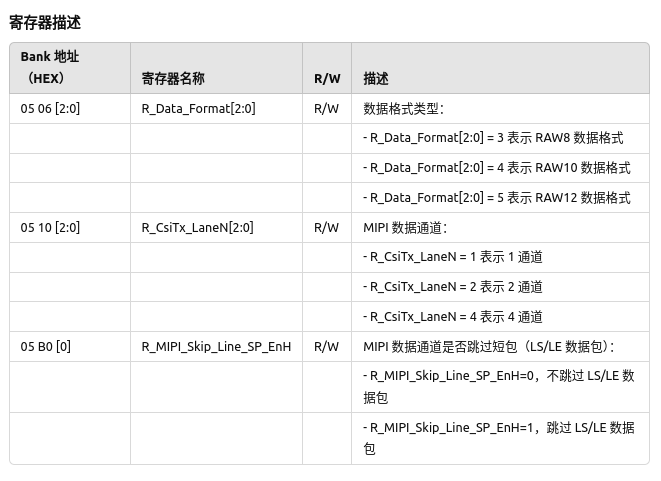 寄存器描述
Bank 地址
（HEX） 寄存器名称 R/W 描述
05 06 [2:0] R_Data_Format[2:0] R/W 数据格式类型：
- R_Data_Format[2:0] = 3 表示 RAW8 数据格式
- R_Data_Format[2:0] = 4 表示 RAW10 数据格式
- R_Data_Format[2:0] = 5 表示 RAW12 数据格式
05 10 [2:0] R_CsiTx_LaneN[2:0] R/W MIPI 数据通道：
- R_CsiTx_LaneN = 1 表示 1 通道
- R_CsiTx_LaneN = 2 表示 2 通道
- R_CsiTx_LaneN = 4 表示 4 通道
05 B0 [0] R_MIPI_Skip_Line_SP_EnH R/W MIPI 数据通道是否跳过短包（LS/LE 数据包）：
- R_MIPI_Skip_Line_SP_EnH=0，不跳过 LS/LE 数
据包
- R_MIPI_Skip_Line_SP_EnH=1，跳过 LS/LE 数据
包